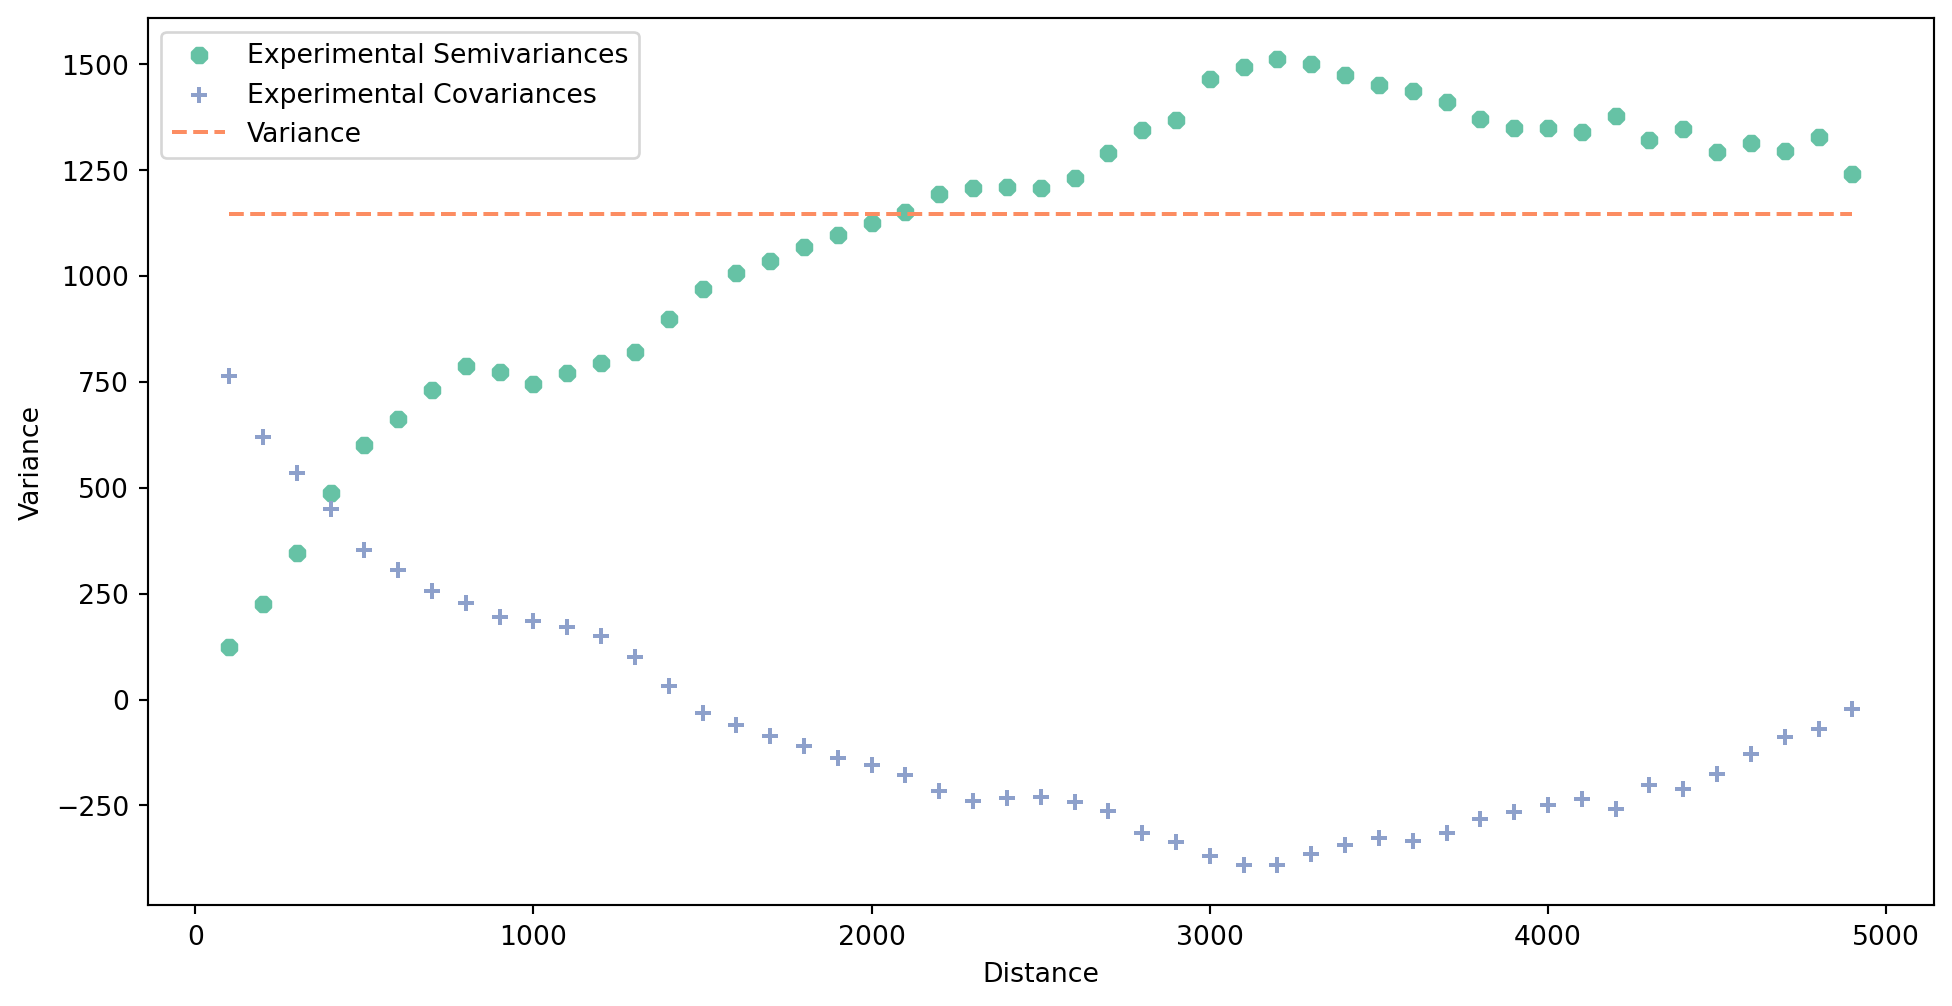 Experimental Semivariances
Experimental Covariances
Variance
1500
1250
1000
750
500
250
0
−250
Variance
0 1000 2000 3000 4000 5000
Distance